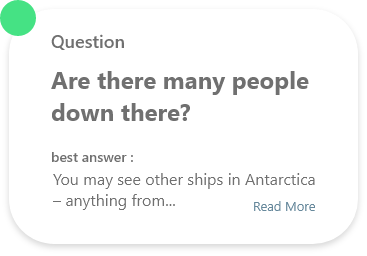 Question
Are there many people
down there?
best answer :
You may see other ships in Antarctica
– anything from...
Read More